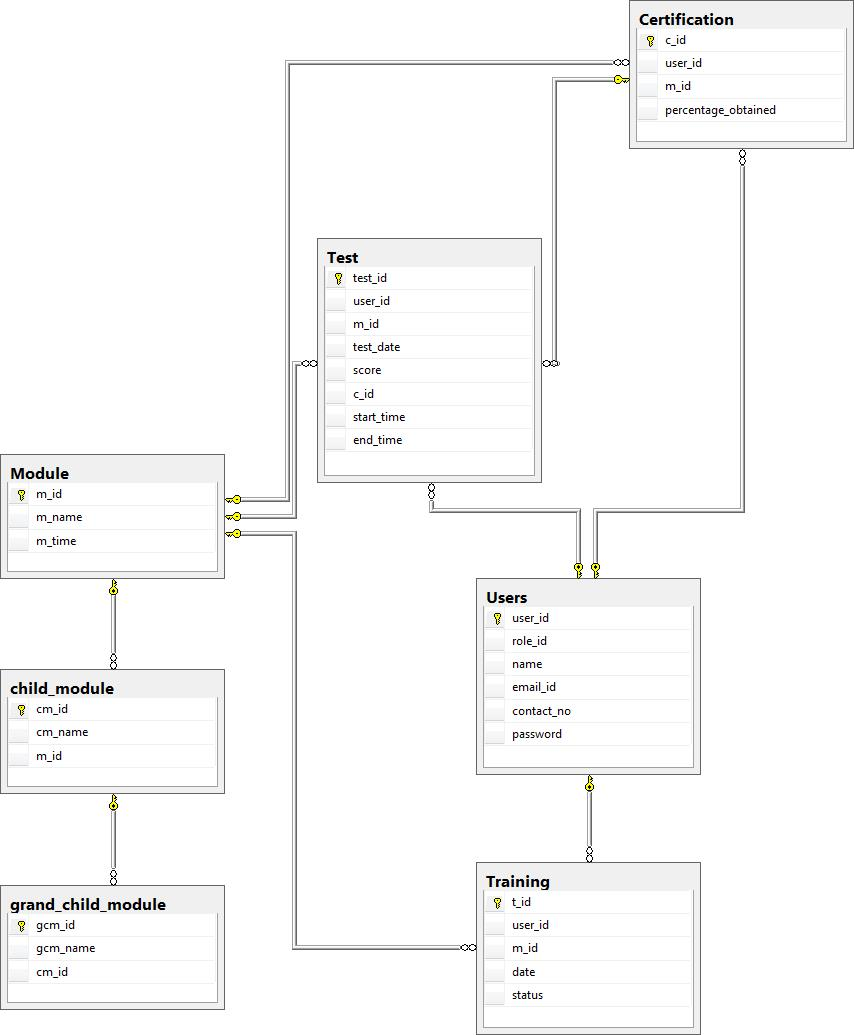 Certification
c_id
user_id
m_id
percentage_obtained
Test
test_id
user_id
m_id
test_date
score
c_id
start_time
end_time
Module
m_id
m_name
m_time
Users
user_id
role_id
name
email_id
contact_no
password
child_module
cm_id
cm_name
m_id
Training
t_id
user_id
m_id
date
status
grand_child_module
gcm_id
gcm_name
cm_id